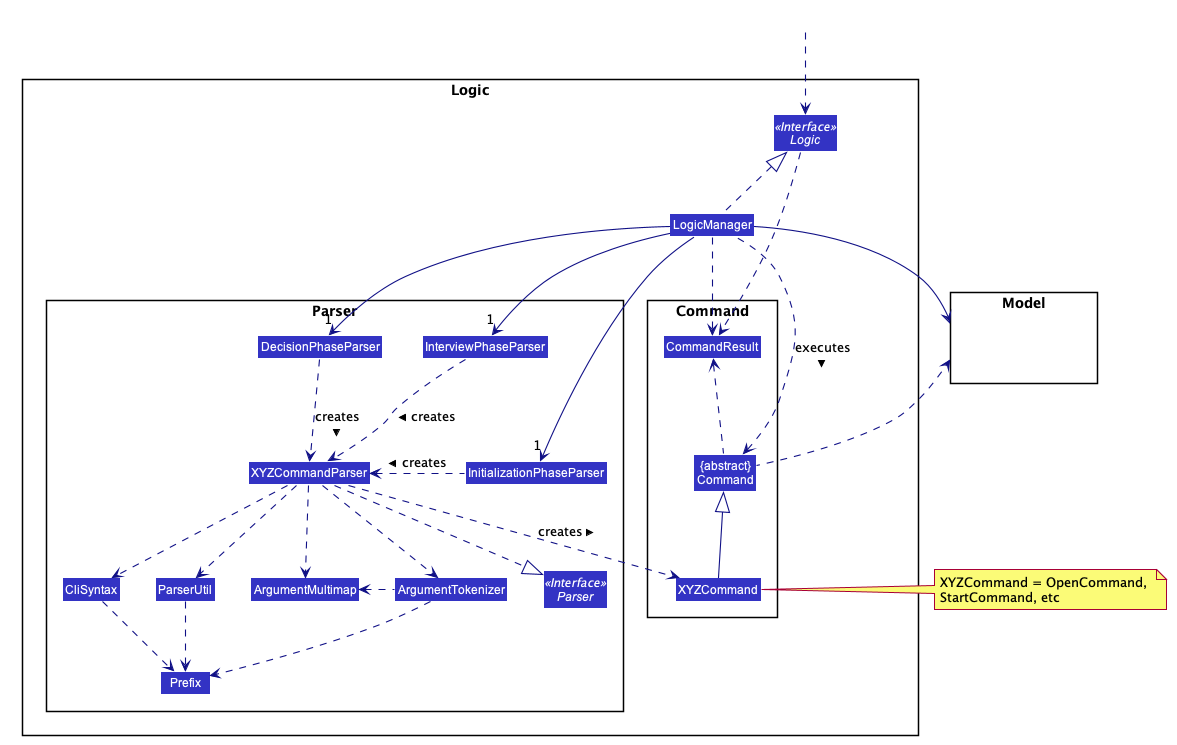 Logic
«Interface»
Logic
LogicManager
Parser
Command
Model
1
1
DecisionPhaseParser
InterviewPhaseParser
CommandResult
executes
creates
creates
1
creates
XYZCommandParser
InitializationPhaseParser
{abstract}
Command
creates
CliSyntax
ParserUtil
ArgumentMultimap
ArgumentTokenizer
«Interface»
Parser
XYZCommand
XYZCommand = OpenCommand,
StartCommand, etc
Prefix